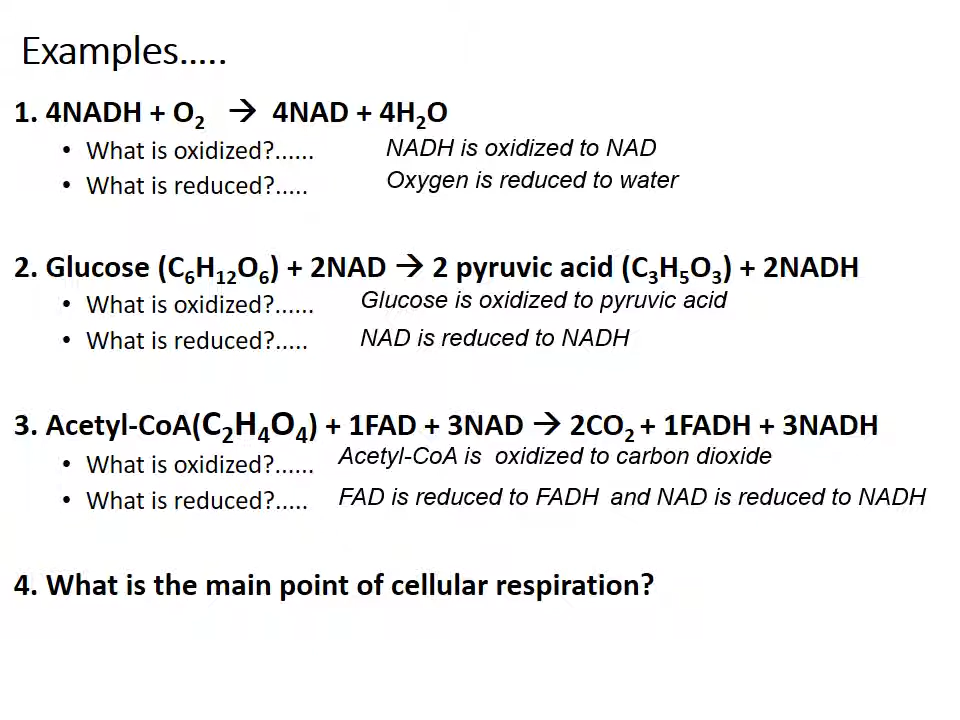 Examples.....
1. 4NADH + O₂ → 4NAD + 4H₂O
• What is oxidized?...... NADH is oxidized to NAD
• What is reduced?..... Oxygen is reduced to water
2. Glucose (C₆H₁₂O₆) + 2NAD → 2 pyruvic acid (C₃H₅O₃) + 2NADH
• What is oxidized?...... Glucose is oxidized to pyruvic acid
• What is reduced?..... NAD is reduced to NADH
3. Acetyl-CoA(C₂H₄O₄) + 1FAD + 3NAD → 2CO₂ + 1FADH + 3NADH
• What is oxidized?...... Acetyl-CoA is oxidized to carbon dioxide
• What is reduced?..... FAD is reduced to FADH and NAD is reduced to NADH
4. What is the main point of cellular respiration?